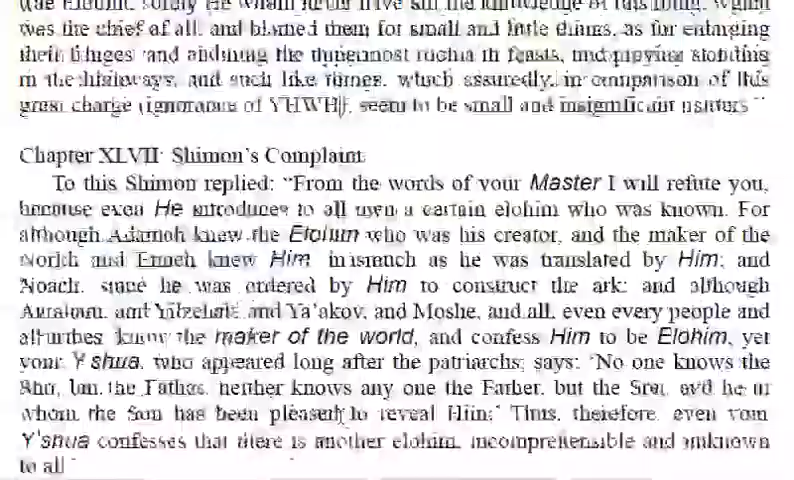 was the chief of all, and blamed them for small and little things, as for enlarging
their fringes and the uppermost in feasts, and praying standing
in the highways, and such like things, which assuredly, in comparison of this
great charge (ignorance of YHWH), seem to be small and insignificant matters."
Chapter XLVII: Shimon's Complaint
To this Shimon replied: "From the words of your Master I will refute you,
because even He introduces to all men a certain elohim who was known. For
although Adamah knew the Elohim who was his creator, and the maker of the
world; and Enoch knew Him inasmuch as he was translated by Him; and
Noach, since he was ordered by Him to construct the ark; and although
and Ya'akov, and Moshe, and all, even every people and
know the maker of the world, and confess Him to be Elohim, yet
your Y'shua, who appeared long after the patriarchs, says: 'No one knows the
but the Father, neither knows any one the Father, but the and he to
whom the Son has been pleased to reveal Him.' Thus, therefore, even your
Y'shua confesses that there is another elohim, incomprehensible and unknown
to all."